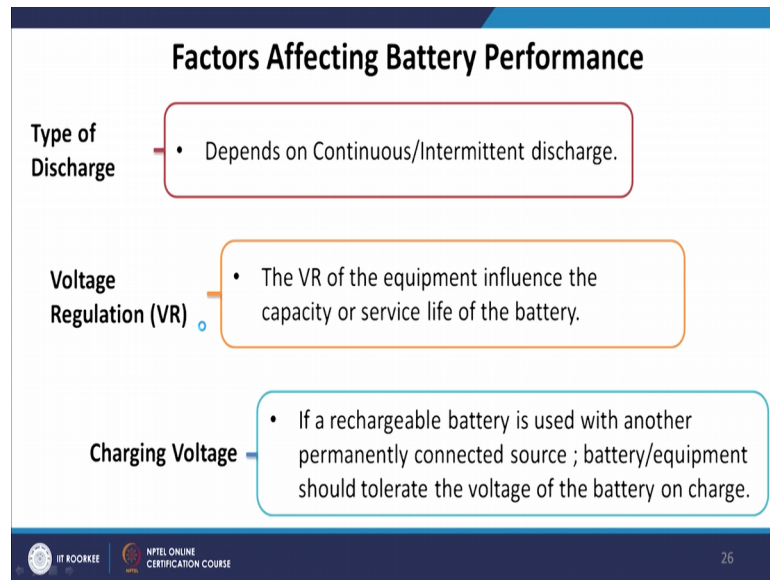 Factors Affecting Battery Performance
Type of
Discharge
• Depends on Continuous/Intermittent discharge.
Voltage
Regulation (VR)
• The VR of the equipment influence the
capacity or service life of the battery.
Charging Voltage
• If a rechargeable battery is used with another
permanently connected source ; battery/equipment
should tolerate the voltage of the battery on charge.
IIT ROORKEE
NPTEL
NPTEL ONLINE
CERTIFICATION COURSE
26